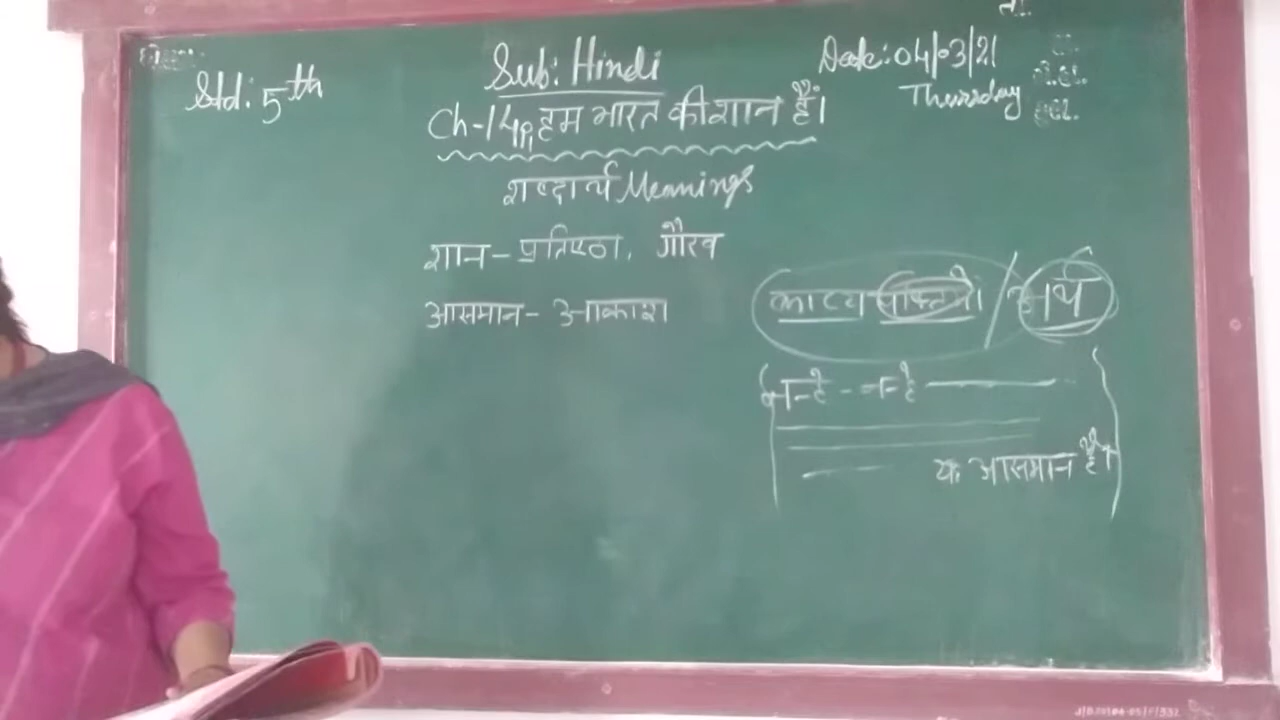 Std: 5th
Sub: Hindi
Date: 04/03/21
Thursday
Ch-14 हम भारत की शान हैं।
शब्दार्थ Meanings
शान - प्रतिष्ठा, गौरव
आसमान - आकाश
काव्य पंक्तियाँ / अर्थ
नन्हे - नन्हे
आसमान है।